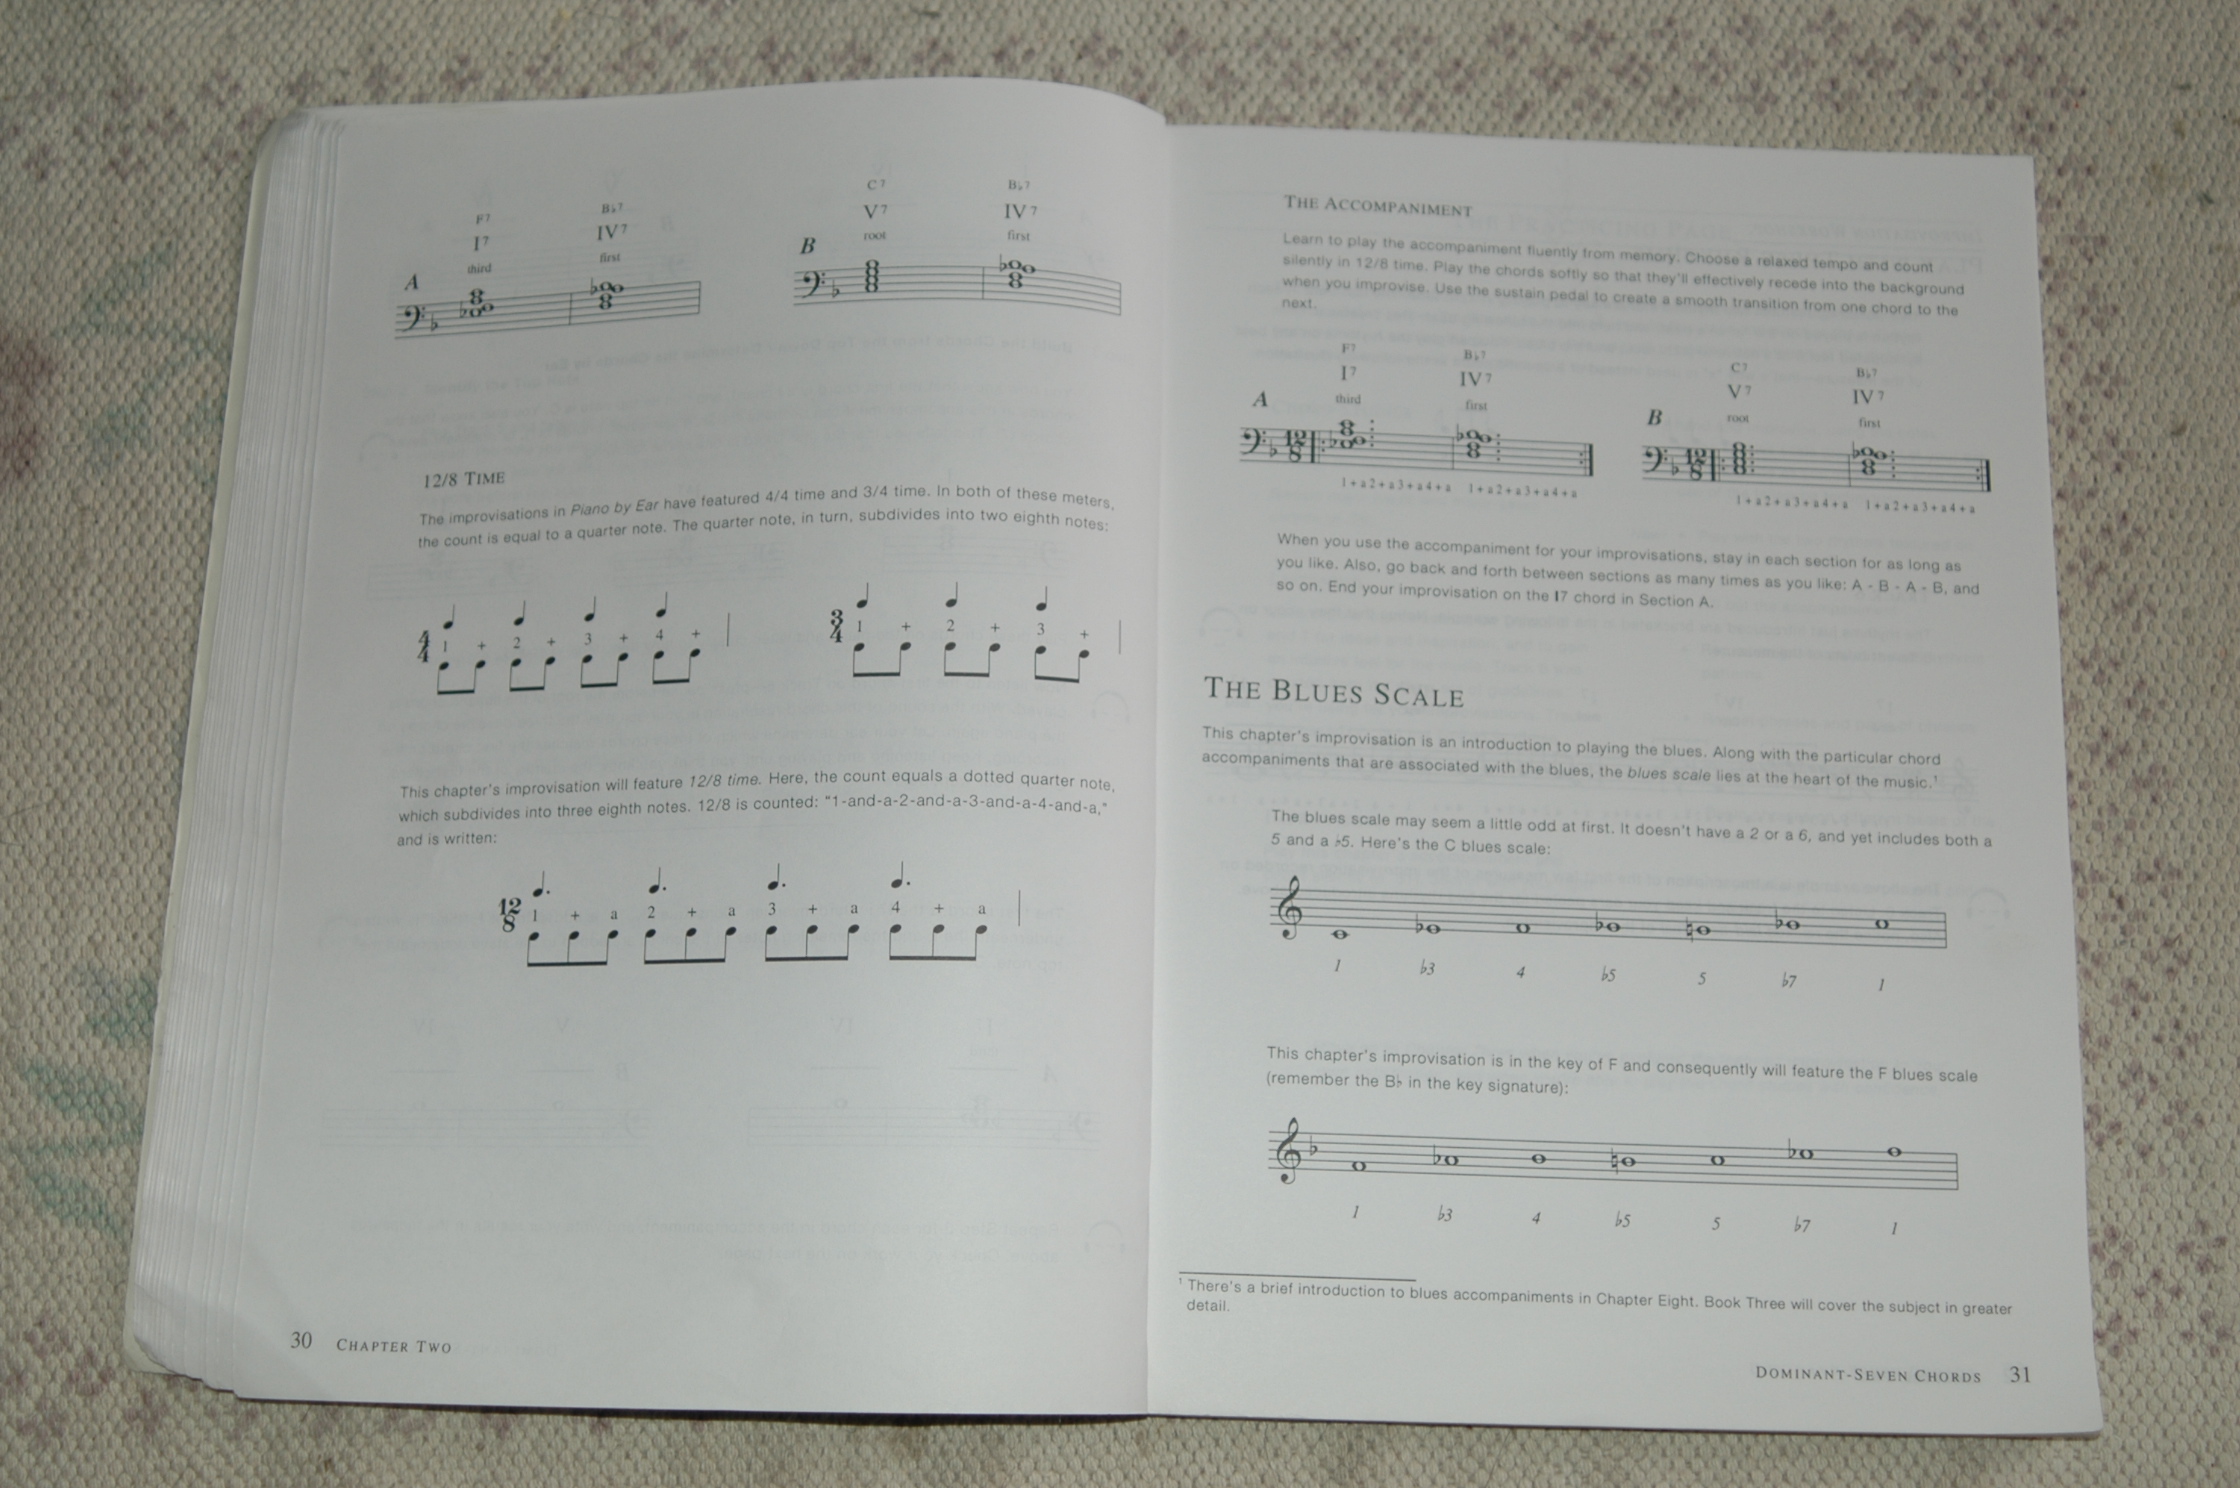 F7 B♭7 C7 B♭7
I7 IV7 V7 IV7
third first root first
A B
12/8 TIME
The improvisations in Piano by Ear have featured 4/4 time and 3/4 time. In both of these meters,
the count is equal to a quarter note. The quarter note, in turn, subdivides into two eighth notes:
4/4 1 + 2 + 3 + 4 + 3/4 1 + 2 + 3 +
This chapter's improvisation will feature 12/8 time. Here, the count equals a dotted quarter note,
which subdivides into three eighth notes. 12/8 is counted: "1-and-a-2-and-a-3-and-a-4-and-a,"
and is written:
12/8 1 + a 2 + a 3 + a 4 + a
30 CHAPTER TWO
THE ACCOMPANIMENT
Learn to play the accompaniment fluently from memory. Choose a relaxed tempo and count
silently in 12/8 time. Play the chords softly so that they'll effectively recede into the background
when you improvise. Use the sustain pedal to create a smooth transition from one chord to the
next.
F7 B♭7 C7 B♭7
I7 IV7 V7 IV7
third first root first
A B
12/8 12/8
1+a2+a3+a4+a 1+a2+a3+a4+a 1+a2+a3+a4+a 1+a2+a3+a4+a
When you use the accompaniment for your improvisations, stay in each section for as long as
you like. Also, go back and forth between sections as many times as you like: A - B - A - B, and
so on. End your improvisation on the I7 chord in Section A.
THE BLUES SCALE
This chapter's improvisation is an introduction to playing the blues. Along with the particular chord
accompaniments that are associated with the blues, the blues scale lies at the heart of the music.¹
The blues scale may seem a little odd at first. It doesn't have a 2 or a 6, and yet includes both a
5 and a ♭5. Here's the C blues scale:
1 ♭3 4 ♭5 5 ♭7 1
This chapter's improvisation is in the key of F and consequently will feature the F blues scale
(remember the B♭ in the key signature):
1 ♭3 4 ♭5 5 ♭7 1
¹ There's a brief introduction to blues accompaniments in Chapter Eight. Book Three will cover the subject in greater
detail.
DOMINANT-SEVEN CHORDS 31